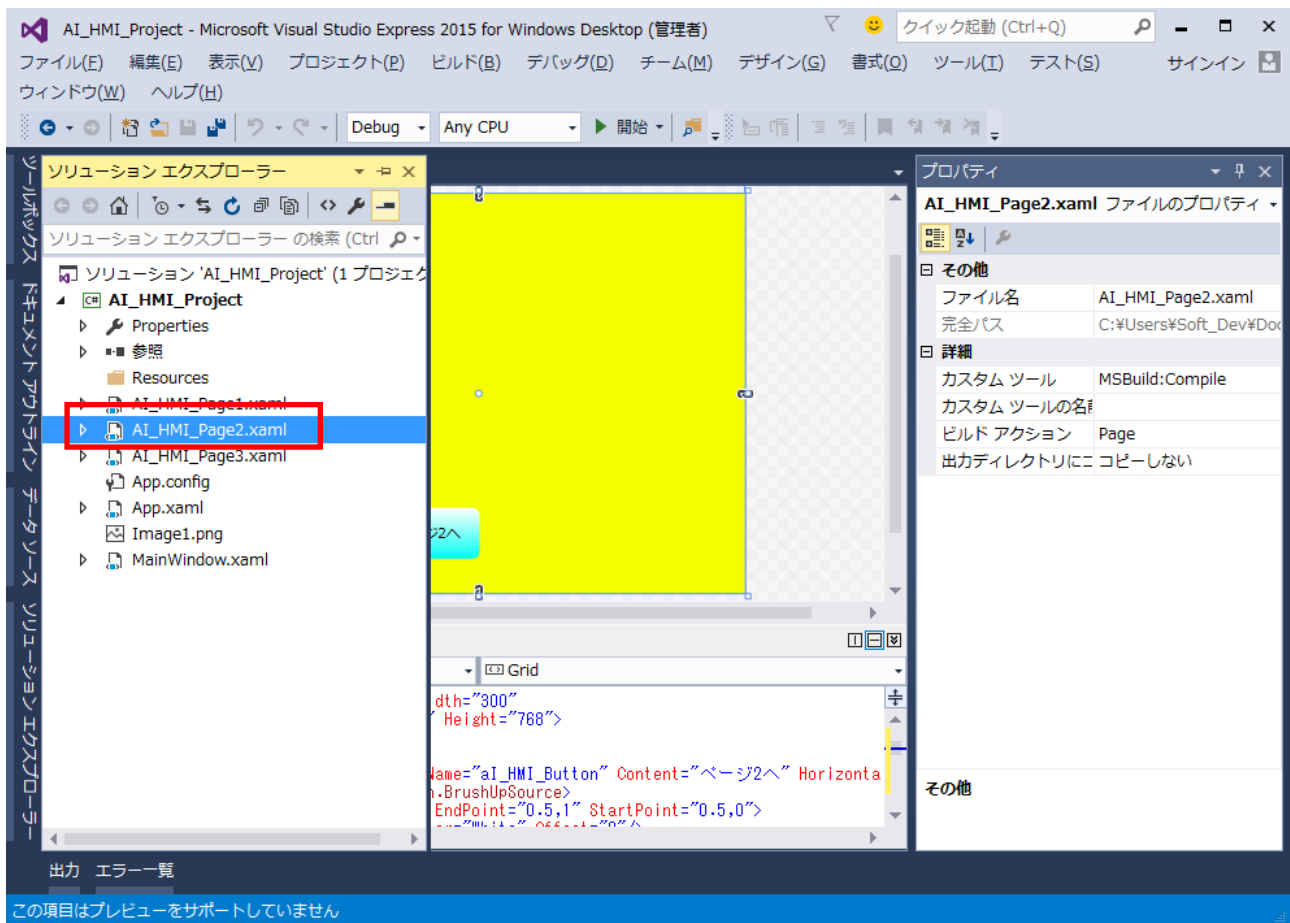 AI_HMI_Project - Microsoft Visual Studio Express 2015 for Windows Desktop (管理者)
クイック起動 (Ctrl+Q)
ファイル(F) 編集(E) 表示(V) プロジェクト(P) ビルド(B) デバッグ(D) チーム(M) デザイン(G) 書式(O) ツール(T) テスト(S) サインイン
ウィンドウ(W) ヘルプ(H)
Debug Any CPU 開始
ツールボックス ドキュメント アウトライン データ ソース ソリューション エクスプローラー
ソリューション エクスプローラー
ソリューション エクスプローラー の検索 (Ctrl
ソリューション 'AI_HMI_Project' (1 プロジェク
C# AI_HMI_Project
Properties
参照
Resources
AI_HMI_Page1.xaml
AI_HMI_Page2.xaml
AI_HMI_Page3.xaml
App.config
App.xaml
Image1.png
MainWindow.xaml
ジ2へ
Grid
dth="300"
" Height="768">
Name="aI_HMI_Button" Content="ページ2へ" Horizonta
n.BrushUpSource>
EndPoint="0.5,1" StartPoint="0.5,0">
プロパティ
AI_HMI_Page2.xaml ファイルのプロパティ
その他
ファイル名 AI_HMI_Page2.xaml
完全パス C:¥Users¥Soft_Dev¥Doc
詳細
カスタム ツール MSBuild:Compile
カスタム ツールの名前
ビルド アクション Page
出力ディレクトリにコ コピーしない
その他
出力 エラー一覧
この項目はプレビューをサポートしていません